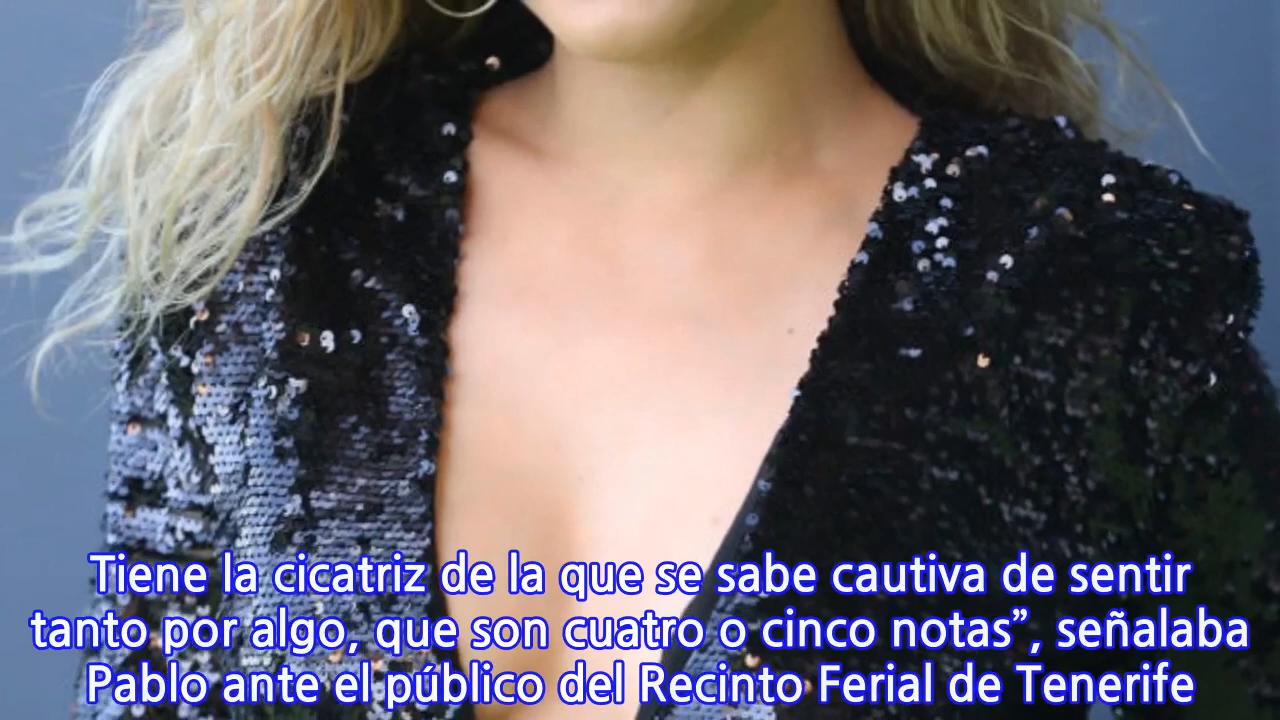 Tiene la cicatriz de la que se sabe cautiva de sentir
tanto por algo, que son cuatro o cinco notas”, señalaba
Pablo ante el público del Recinto Ferial de Tenerife